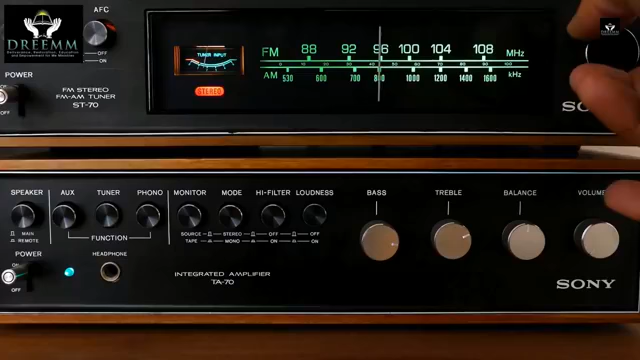 DREEMM
AFC
OFF
ON
POWER
OFF
FM STEREO
FM-AM TUNER
ST-70
TUNER INPUT
STEREO
FM 88 92 96 100 104 108 MHz
AM 530 600 700 800 1000 1200 1400 1600 kHz
SO
SPEAKER
MAIN
REMOTE
AUX TUNER PHONO
FUNCTION
MONITOR MODE HI-FILTER LOUDNESS
SOURCE STEREO OFF OFF
TAPE MONO ON ON
BASS TREBLE BALANCE VOLUME
POWER
OFF
HEADPHONE
INTEGRATED AMPLIFIER
TA-70
SONY